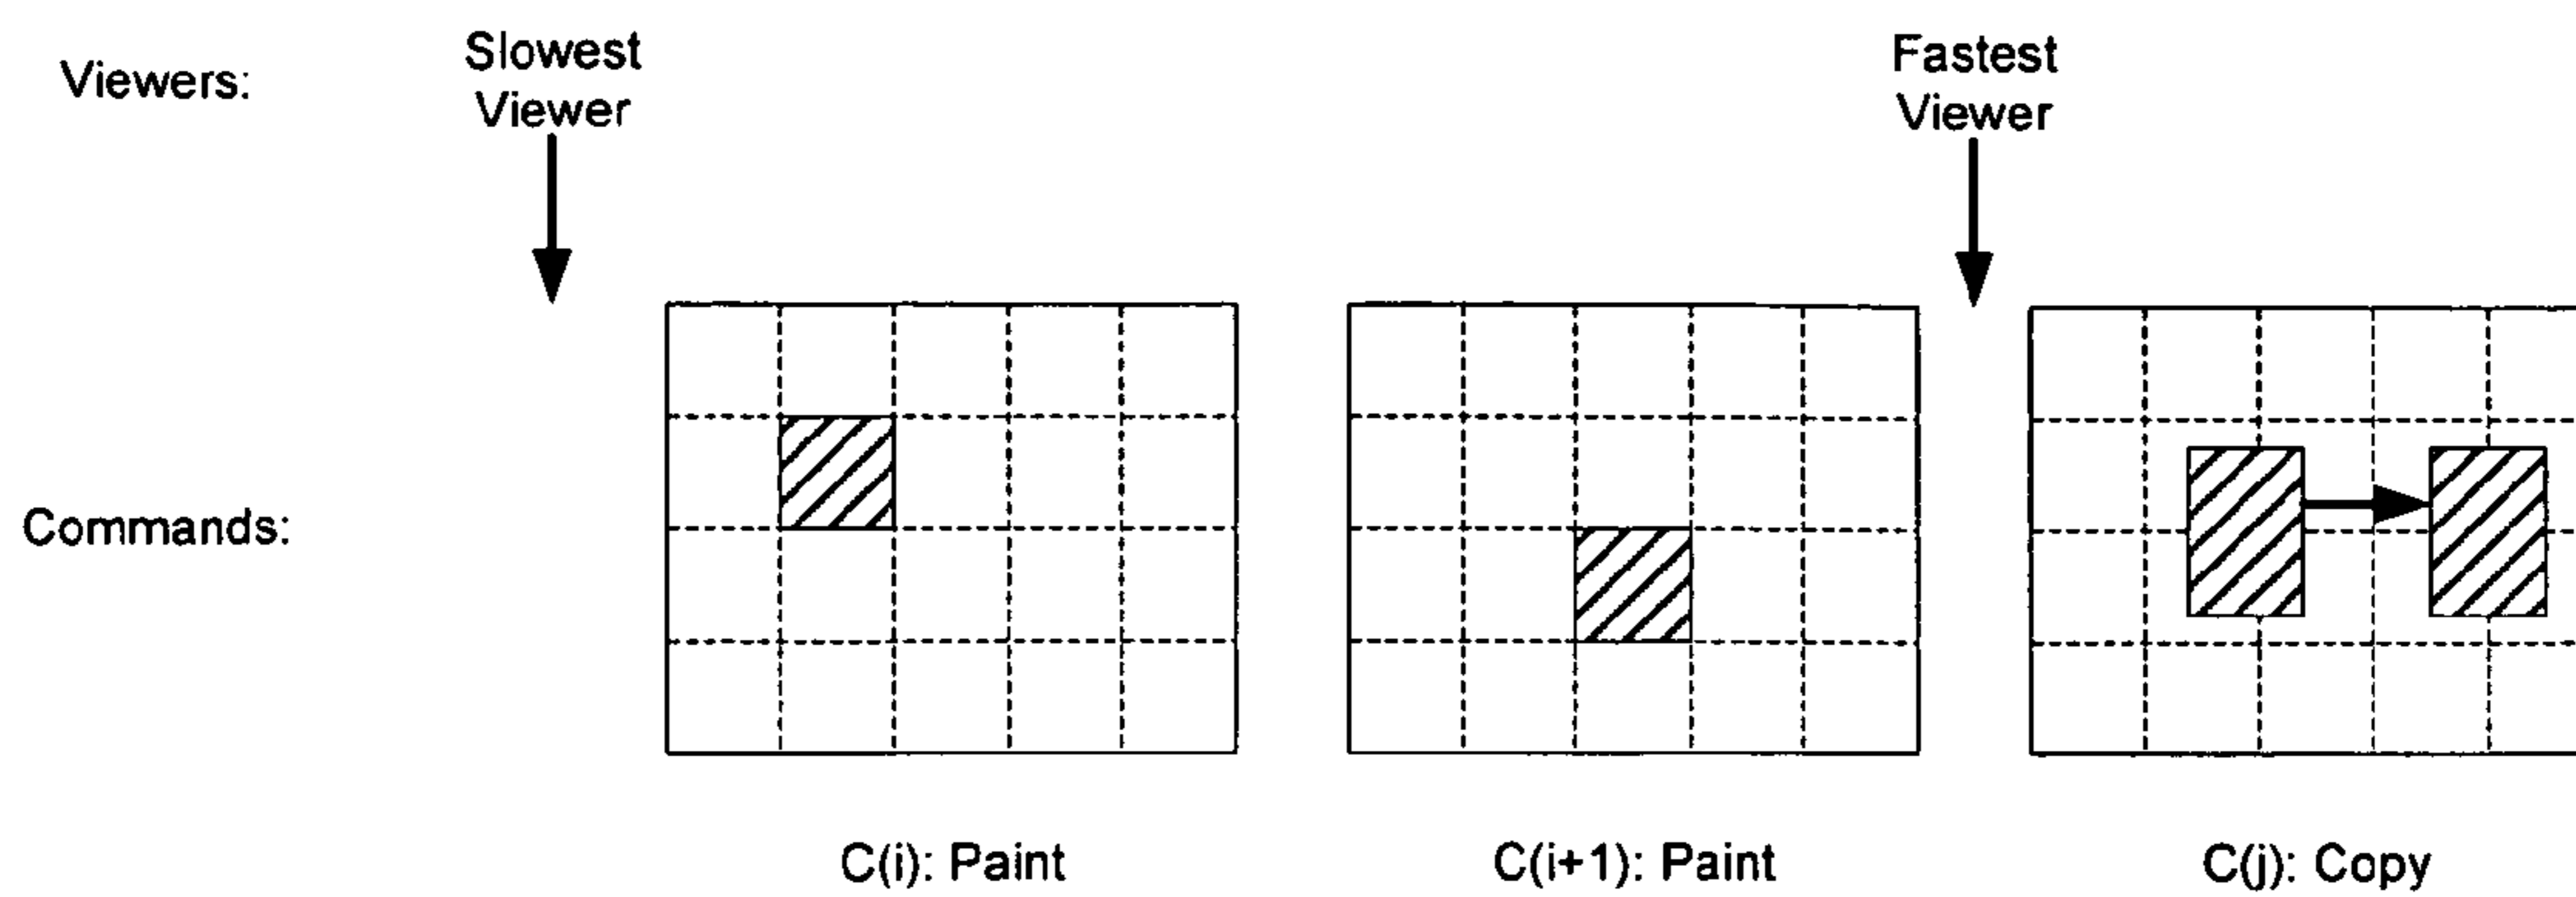 Viewers:
Slowest
Viewer
Fastest
Viewer
Commands:
C(i): Paint
C(i+1): Paint
C(j): Copy